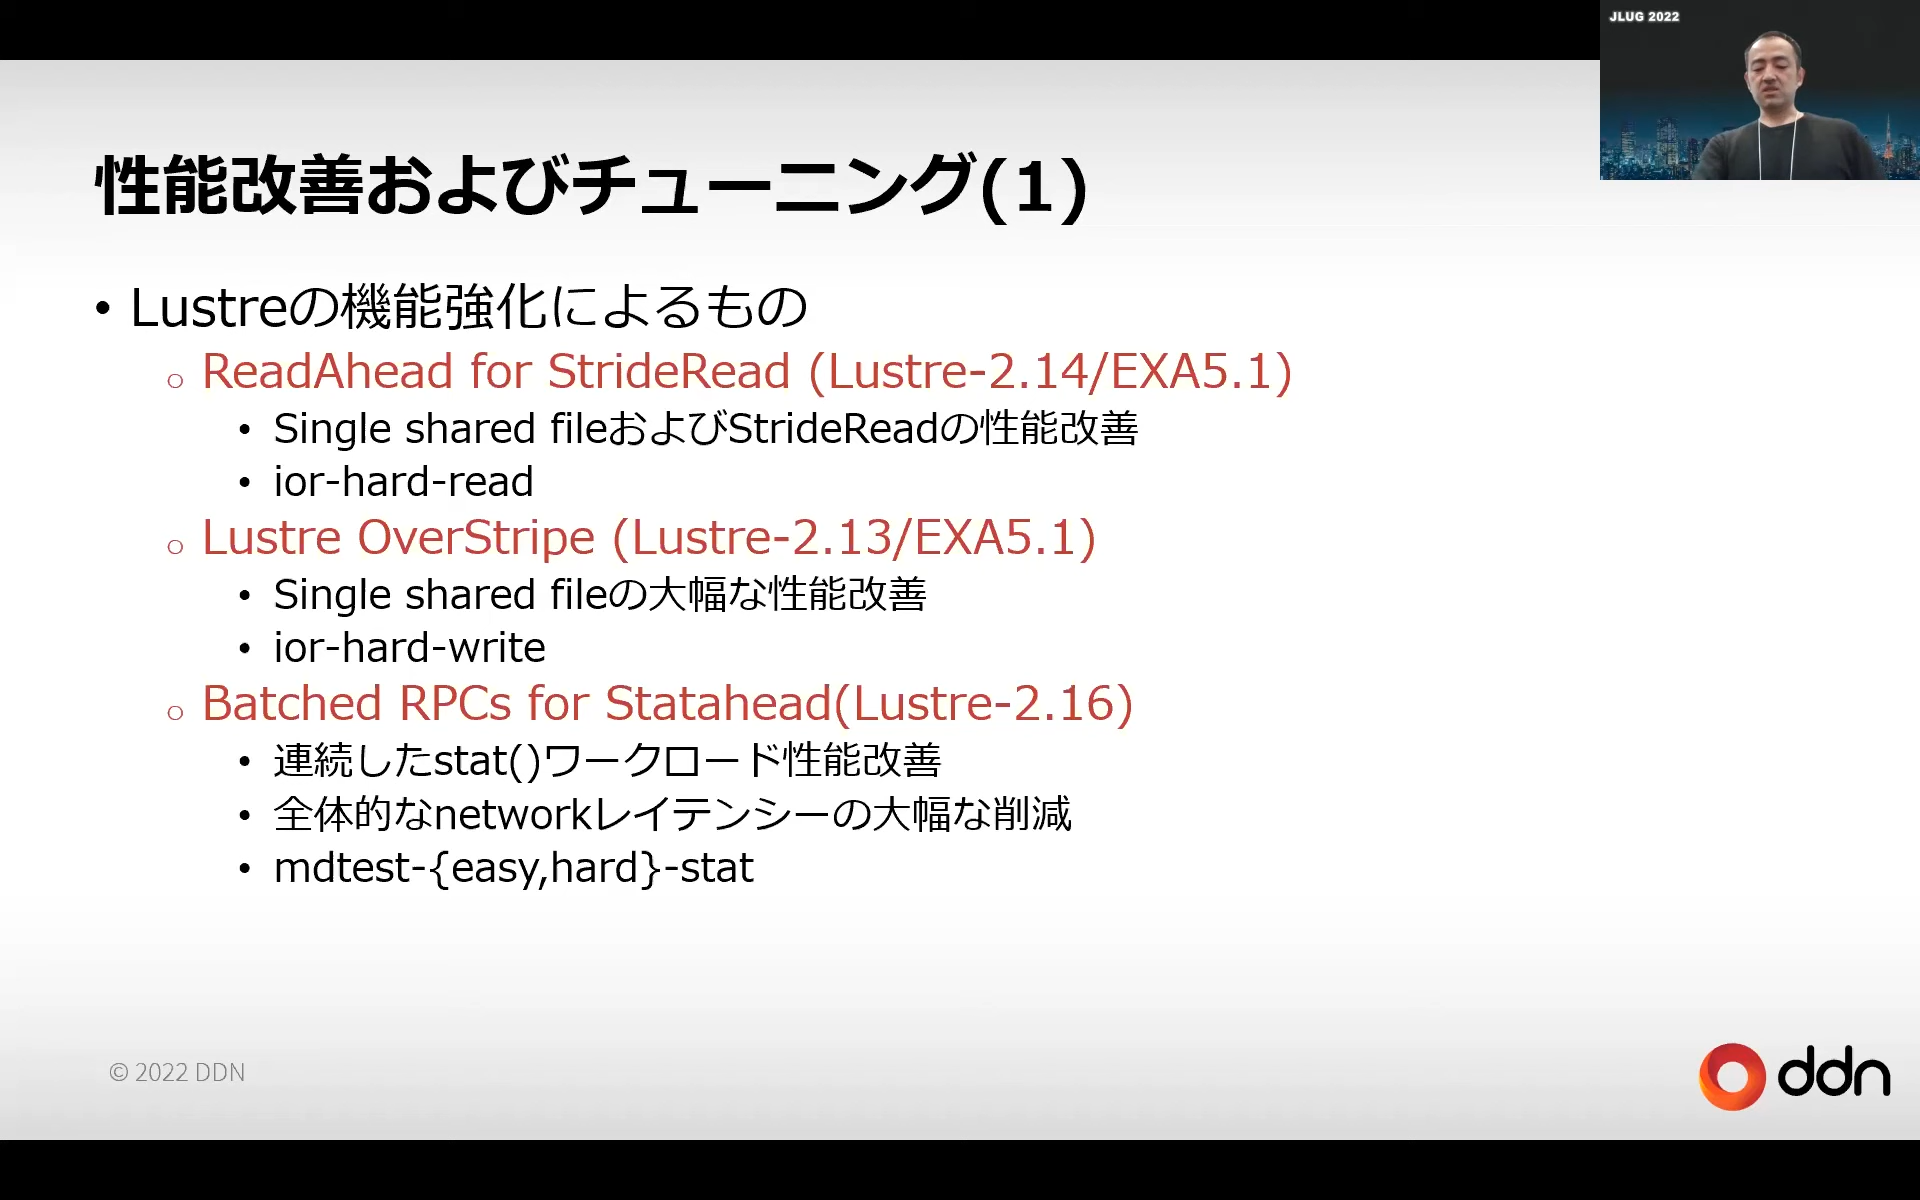 JLUG 2022
性能改善およびチューニング(1)
• Lustreの機能強化によるもの
○ ReadAhead for StrideRead (Lustre-2.14/EXA5.1)
• Single shared fileおよびStrideReadの性能改善
• ior-hard-read
○ Lustre OverStripe (Lustre-2.13/EXA5.1)
• Single shared fileの大幅な性能改善
• ior-hard-write
○ Batched RPCs for Statahead(Lustre-2.16)
• 連続したstat()ワークロード性能改善
• 全体的なnetworkレイテンシーの大幅な削減
• mdtest-{easy,hard}-stat
© 2022 DDN
ddn